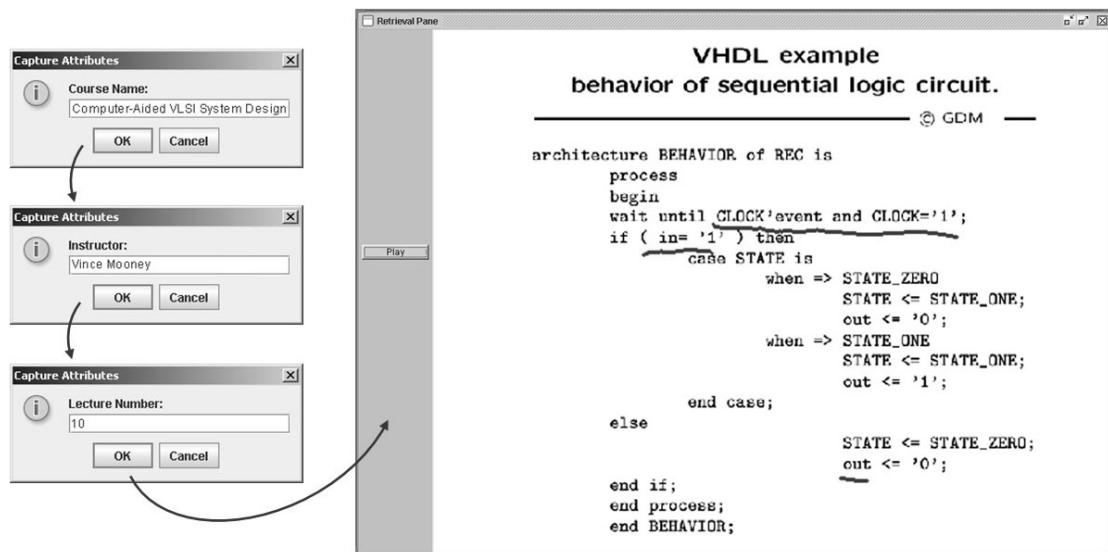 Capture Attributes
Course Name:
Computer-Aided VLSI System Design
OK Cancel
Capture Attributes
Instructor:
Vince Mooney
OK Cancel
Capture Attributes
Lecture Number:
10
OK Cancel
Retrieval Pane
Play
VHDL example
behavior of sequential logic circuit.
© GDM
architecture BEHAVIOR of REC is
process
begin
wait until CLOCK'event and CLOCK='1';
if ( in= '1' ) then
case STATE is
when => STATE_ZERO
STATE <= STATE_ONE;
out <= '0';
when => STATE_ONE
STATE <= STATE_ONE;
out <= '1';
end case;
else
STATE <= STATE_ZERO;
out <= '0';
end if;
end process;
end BEHAVIOR;